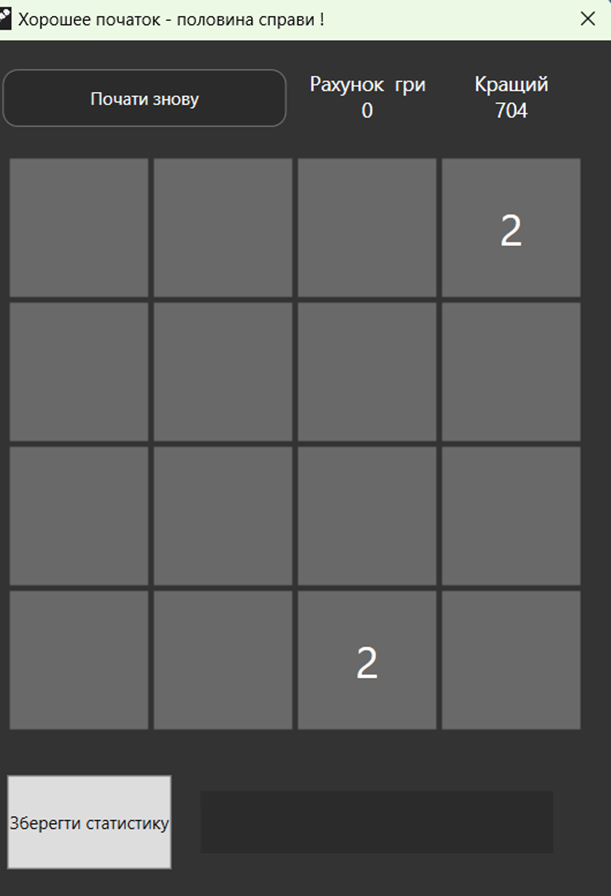 Хорошее початок - половина справи !
Почати знову
Рахунок гри
0
Кращий
704
2
2
Зберегти статистику